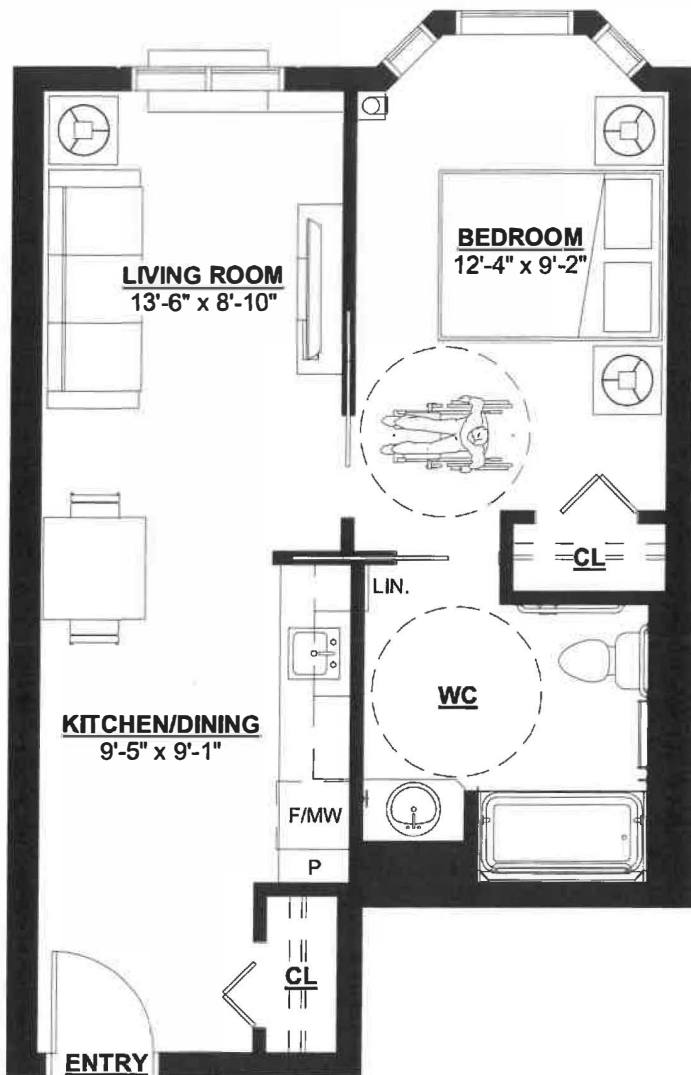 LIVING ROOM
13'-6" x 8'-10"
BEDROOM
12'-4" x 9'-2"
CL
LIN.
WC
KITCHEN/DINING
9'-5" x 9'-1"
F/MW
P
CL
ENTRY